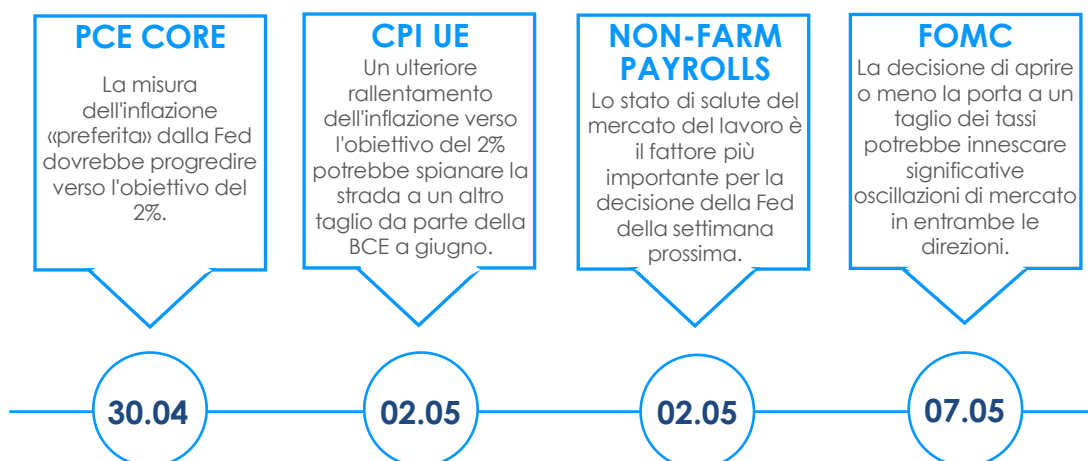 PCE CORE
La misura
dell'inflazione
«preferita» dalla Fed
dovrebbe progredire
verso l'obiettivo del
2%.
CPI UE
Un ulteriore
rallentamento
dell'inflazione verso
l'obiettivo del 2%
potrebbe spianare la
strada a un altro
taglio da parte della
BCE a giugno.
NON-FARM
PAYROLLS
Lo stato di salute del
mercato del lavoro è
il fattore più
importante per la
decisione della Fed
della settimana
prossima.
FOMC
La decisione di aprire
o meno la porta a un
taglio dei tassi
potrebbe innescare
significative
oscillazioni di mercato
in entrambe le
direzioni.
30.04
02.05
02.05
07.05